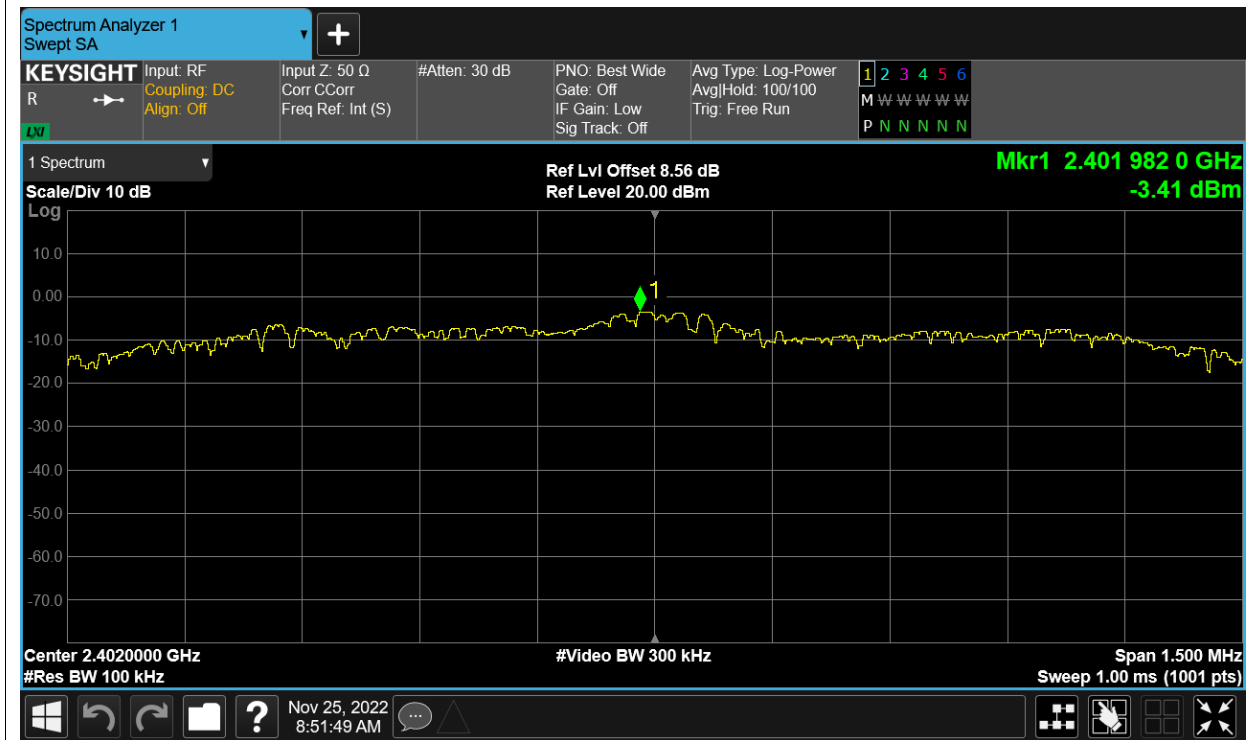 Spectrum Analyzer 1
Swept SA
KEYSIGHT
R
LXI
Input: RF
Coupling: DC
Align: Off
Input Z: 50 Ω
Corr CCorr
Freq Ref: Int (S)
#Atten: 30 dB
PNO: Best Wide
Gate: Off
IF Gain: Low
Sig Track: Off
Avg Type: Log-Power
Avg|Hold: 100/100
Trig: Free Run
1 2 3 4 5 6
M W W W W W
P N N N N N
1 Spectrum
Scale/Div 10 dB
Log
Ref Lvl Offset 8.56 dB
Ref Level 20.00 dBm
Mkr1 2.401 982 0 GHz
-3.41 dBm
10.0
0.00
-10.0
-20.0
-30.0
-40.0
-50.0
-60.0
-70.0
1
Center 2.4020000 GHz
#Res BW 100 kHz
#Video BW 300 kHz
Span 1.500 MHz
Sweep 1.00 ms (1001 pts)
?
Nov 25, 2022
8:51:49 AM